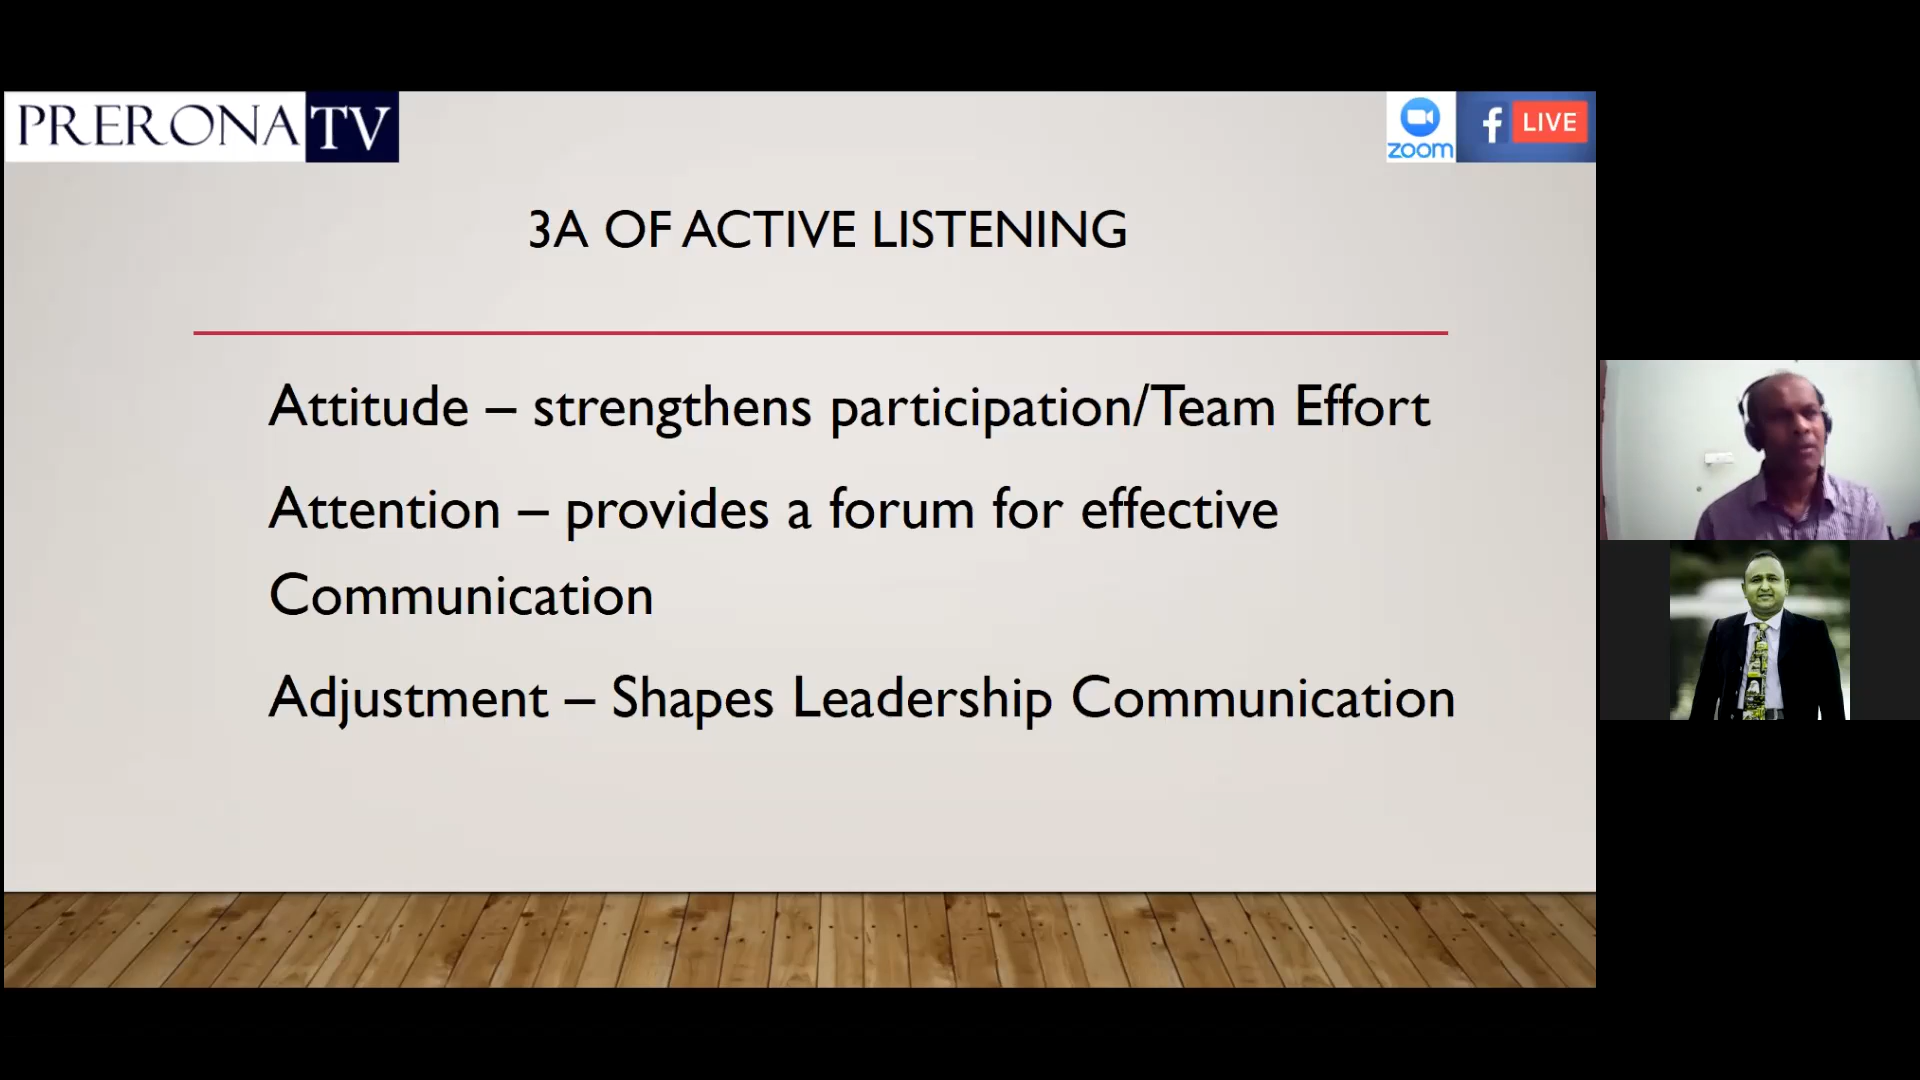 PRERONA TV
zoom
f LIVE
3A OF ACTIVE LISTENING
Attitude – strengthens participation/Team Effort
Attention – provides a forum for effective
Communication
Adjustment – Shapes Leadership Communication